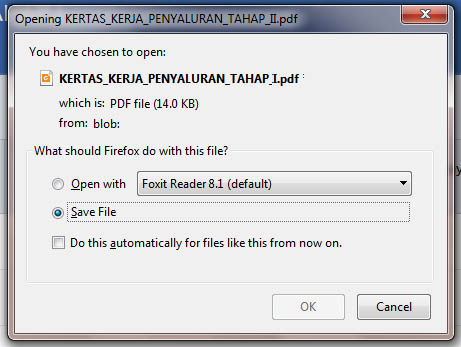 Opening KERTAS_KERJA_PENYALURAN_TAHAP_II.pdf
You have chosen to open:
KERTAS_KERJA_PENYALURAN_TAHAP_I.pdf
which is: PDF file (14.0 KB)
from: blob:
What should Firefox do with this file?
Open with Foxit Reader 8.1 (default)
Save File
Do this automatically for files like this from now on.
OK Cancel